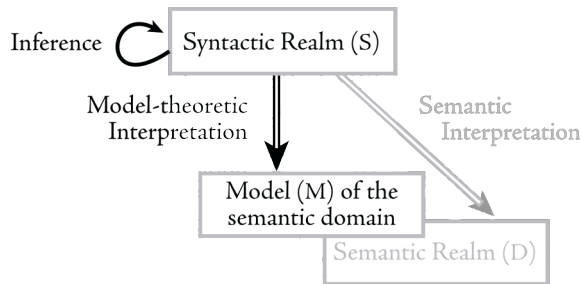 Inference
Syntactic Realm (S)
Model-theoretic
Interpretation
Semantic
Interpretation
Model (M) of the
semantic domain
Semantic Realm (D)